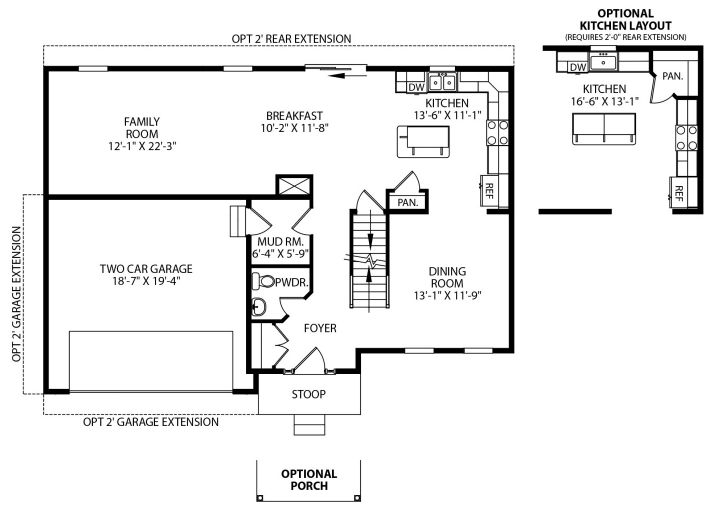 OPT 2' REAR EXTENSION
OPTIONAL
KITCHEN LAYOUT
(REQUIRES 2'-0" REAR EXTENSION)
DW
KITCHEN
13'-6" X 11'-1"
BREAKFAST
10'-2" X 11'-8"
FAMILY
ROOM
12'-1" X 22'-3"
REF
PAN.
DW
PAN.
KITCHEN
16'-6" X 13'-1"
REF
MUD RM.
6'-4" X 5'-9"
TWO CAR GARAGE
18'-7" X 19'-4"
PWDR.
DINING
ROOM
13'-1" X 11'-9"
FOYER
OPT 2' GARAGE EXTENSION
STOOP
OPT 2' GARAGE EXTENSION
OPTIONAL
PORCH